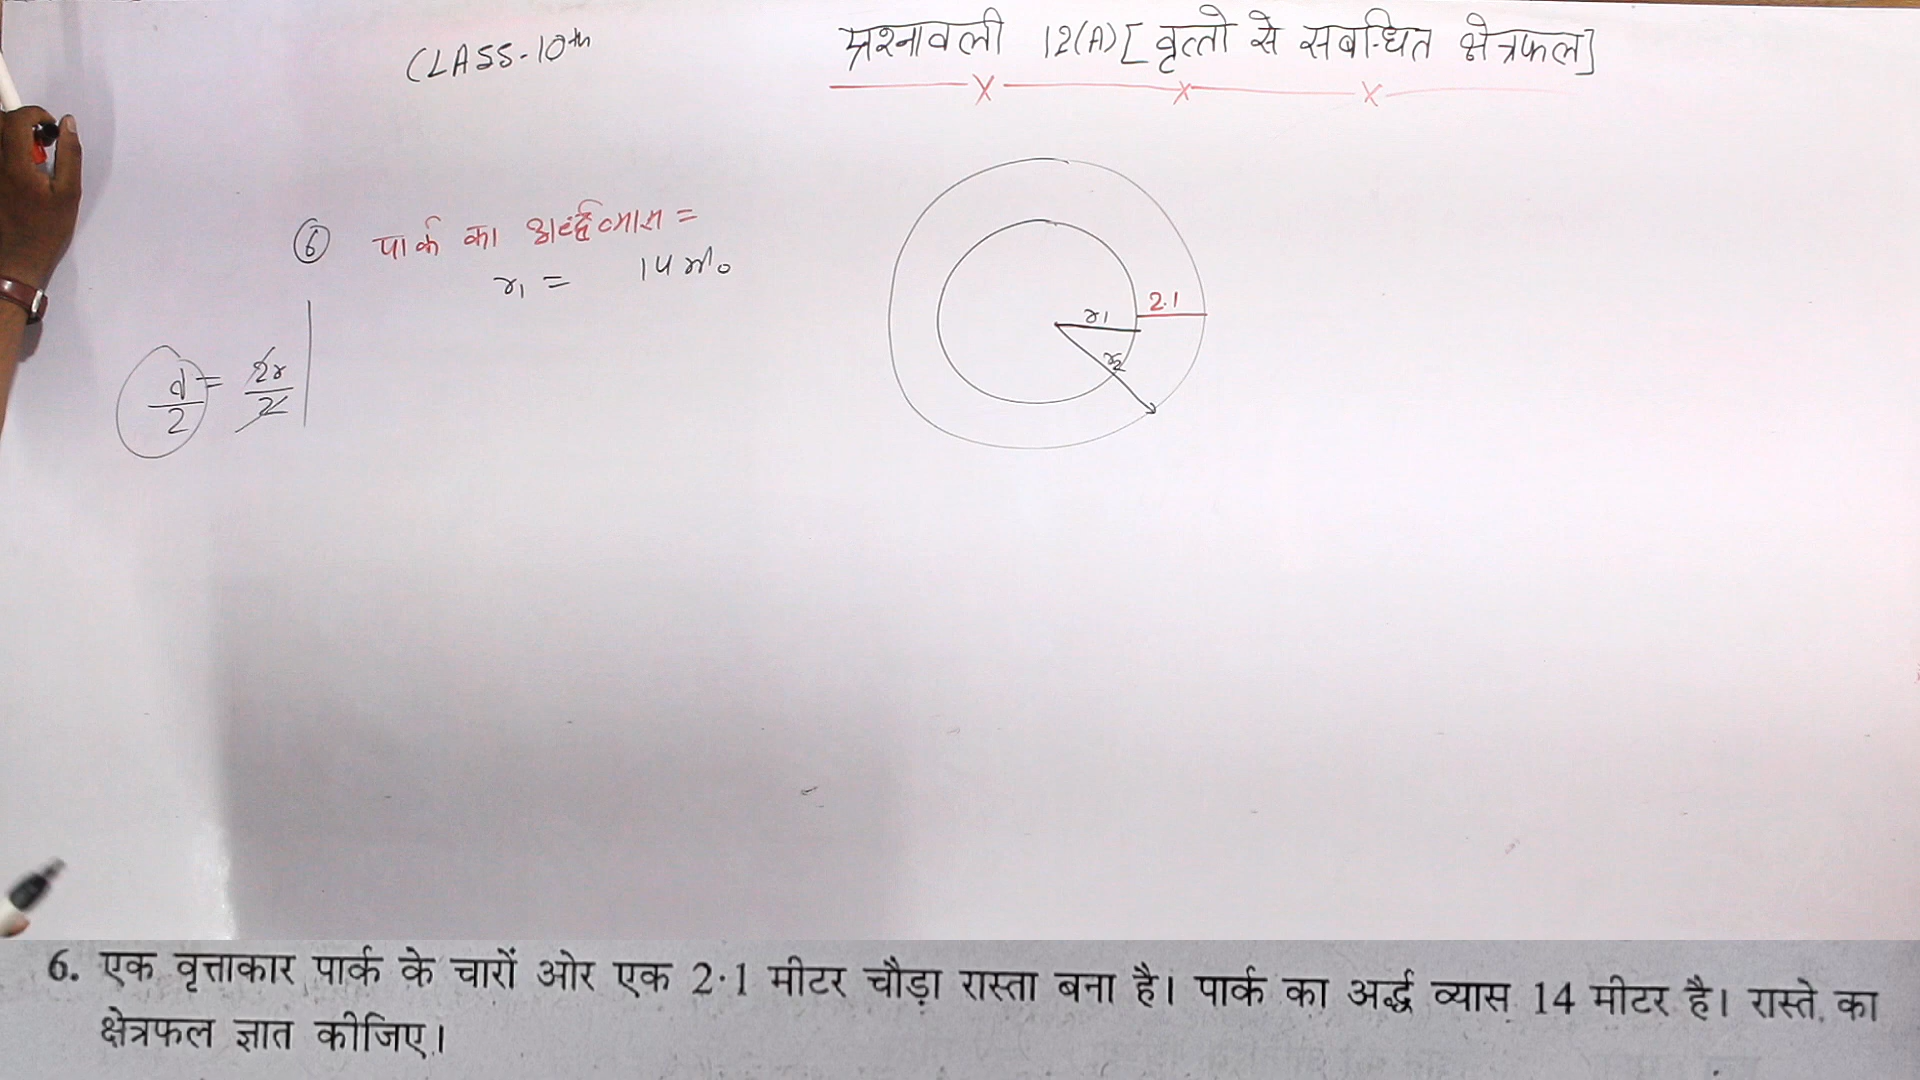 CLASS-10th
प्रश्नावली 12(A) [वृत्तो से सबन्धित क्षेत्रफल]
⑥ पार्क का अर्द्धव्यास =
r₁ = 14 m०
d/2 = 2r/2
r₁
2.1
r₂
6. एक वृत्ताकार पार्क के चारों ओर एक 2·1 मीटर चौड़ा रास्ता बना है। पार्क का अर्द्ध व्यास 14 मीटर है। रास्ते का
क्षेत्रफल ज्ञात कीजिए।